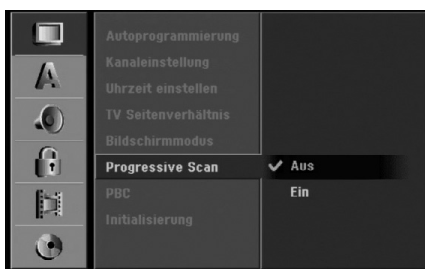 Autoprogrammierung
Kanaleinstellung
Uhrzeit einstellen
TV Seitenverhältnis
Bildschirmmodus
Progressive Scan ✔ Aus
PBC Ein
Initialisierung